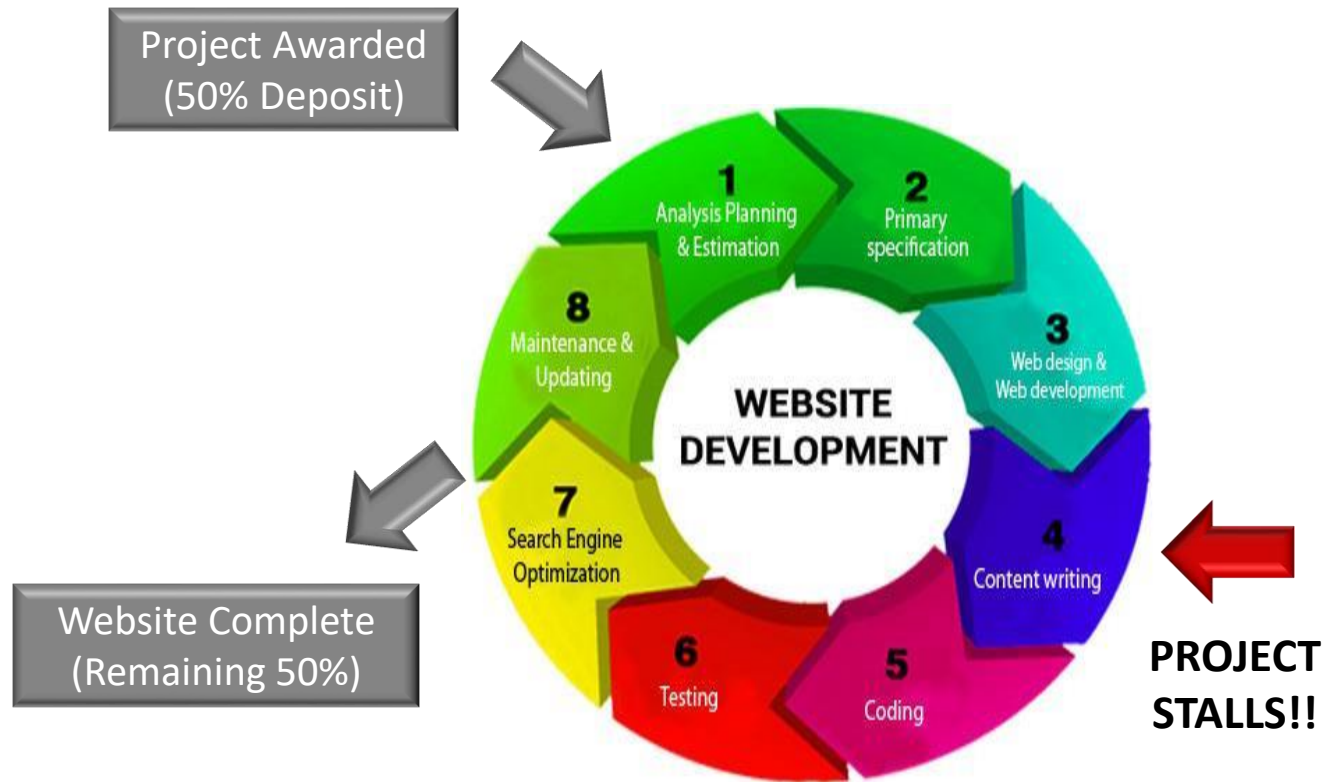 Project Awarded
(50% Deposit)
1
Analysis Planning
& Estimation
2
Primary
specification
3
Web design &
Web development
4
Content writing
5
Coding
6
Testing
7
Search Engine
Optimization
8
Maintenance &
Updating
WEBSITE
DEVELOPMENT
PROJECT
STALLS!!
Website Complete
(Remaining 50%)